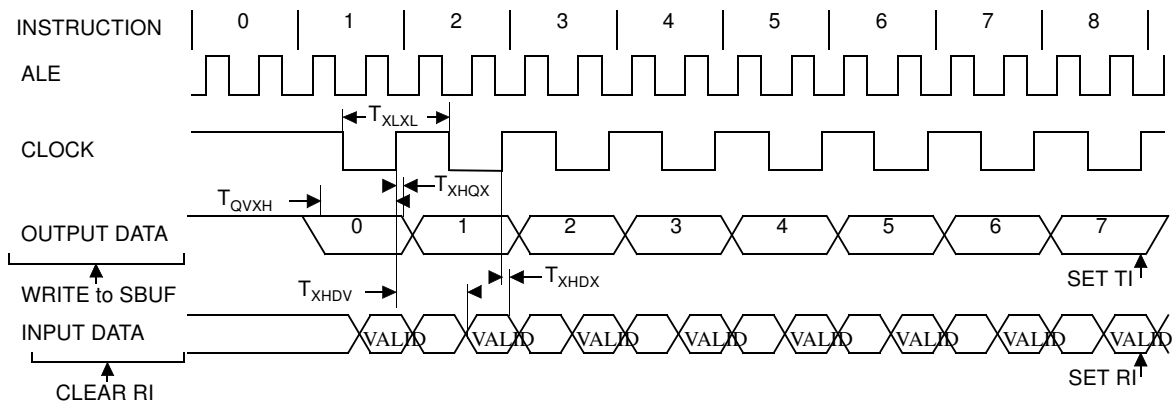 INSTRUCTION 0 1 2 3 4 5 6 7 8
ALE
TXLXL
CLOCK
TXHQX
TQVXH
OUTPUT DATA 0 1 2 3 4 5 6 7
WRITE to SBUF SET TI
TXHDV TXHDX
INPUT DATA VALID VALID VALID VALID VALID VALID VALID VALID
CLEAR RI SET RI